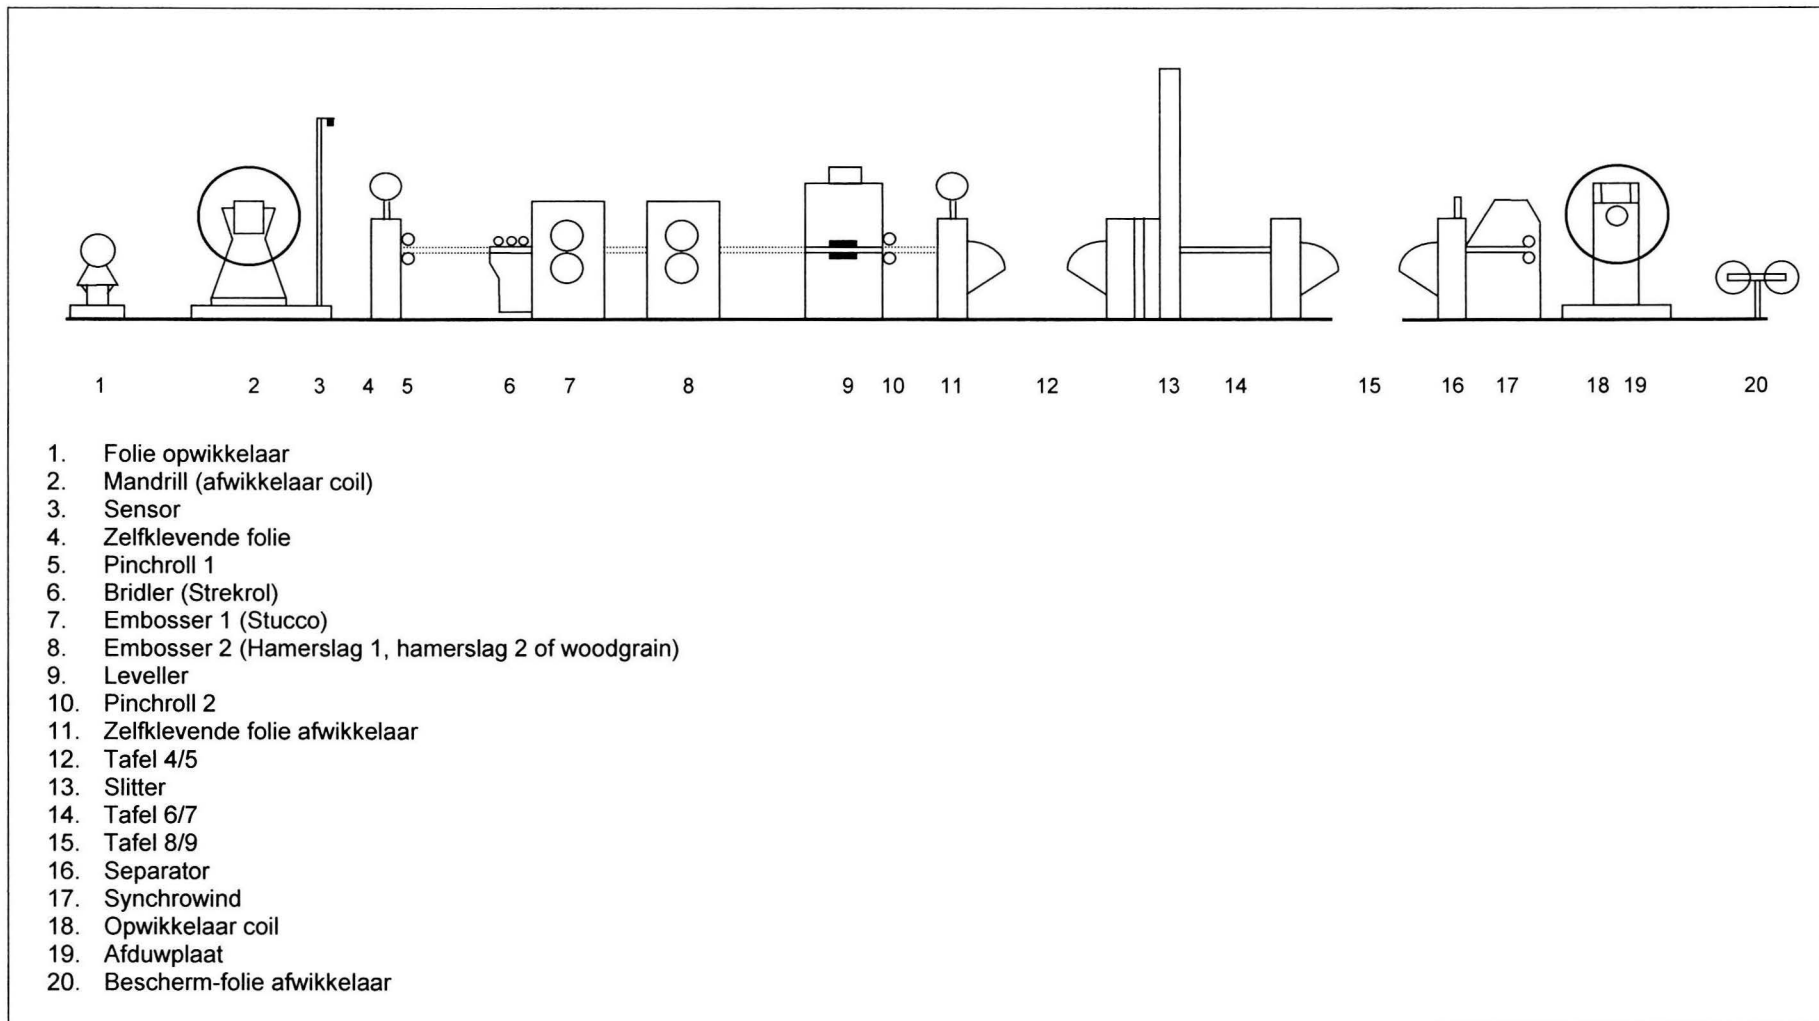 1 2 3 4 5 6 7 8 9 10 11 12 13 14 15 16 17 18 19 20
1. Folie opwikkelaar
2. Mandrill (afwikkelaar coil)
3. Sensor
4. Zelfklevende folie
5. Pinchroll 1
6. Bridler (Strekrol)
7. Embosser 1 (Stucco)
8. Embosser 2 (Hamerslag 1, hamerslag 2 of woodgrain)
9. Leveller
10. Pinchroll 2
11. Zelfklevende folie afwikkelaar
12. Tafel 4/5
13. Slitter
14. Tafel 6/7
15. Tafel 8/9
16. Separator
17. Synchrowind
18. Opwikkelaar coil
19. Afduwplaat
20. Bescherm-folie afwikkelaar